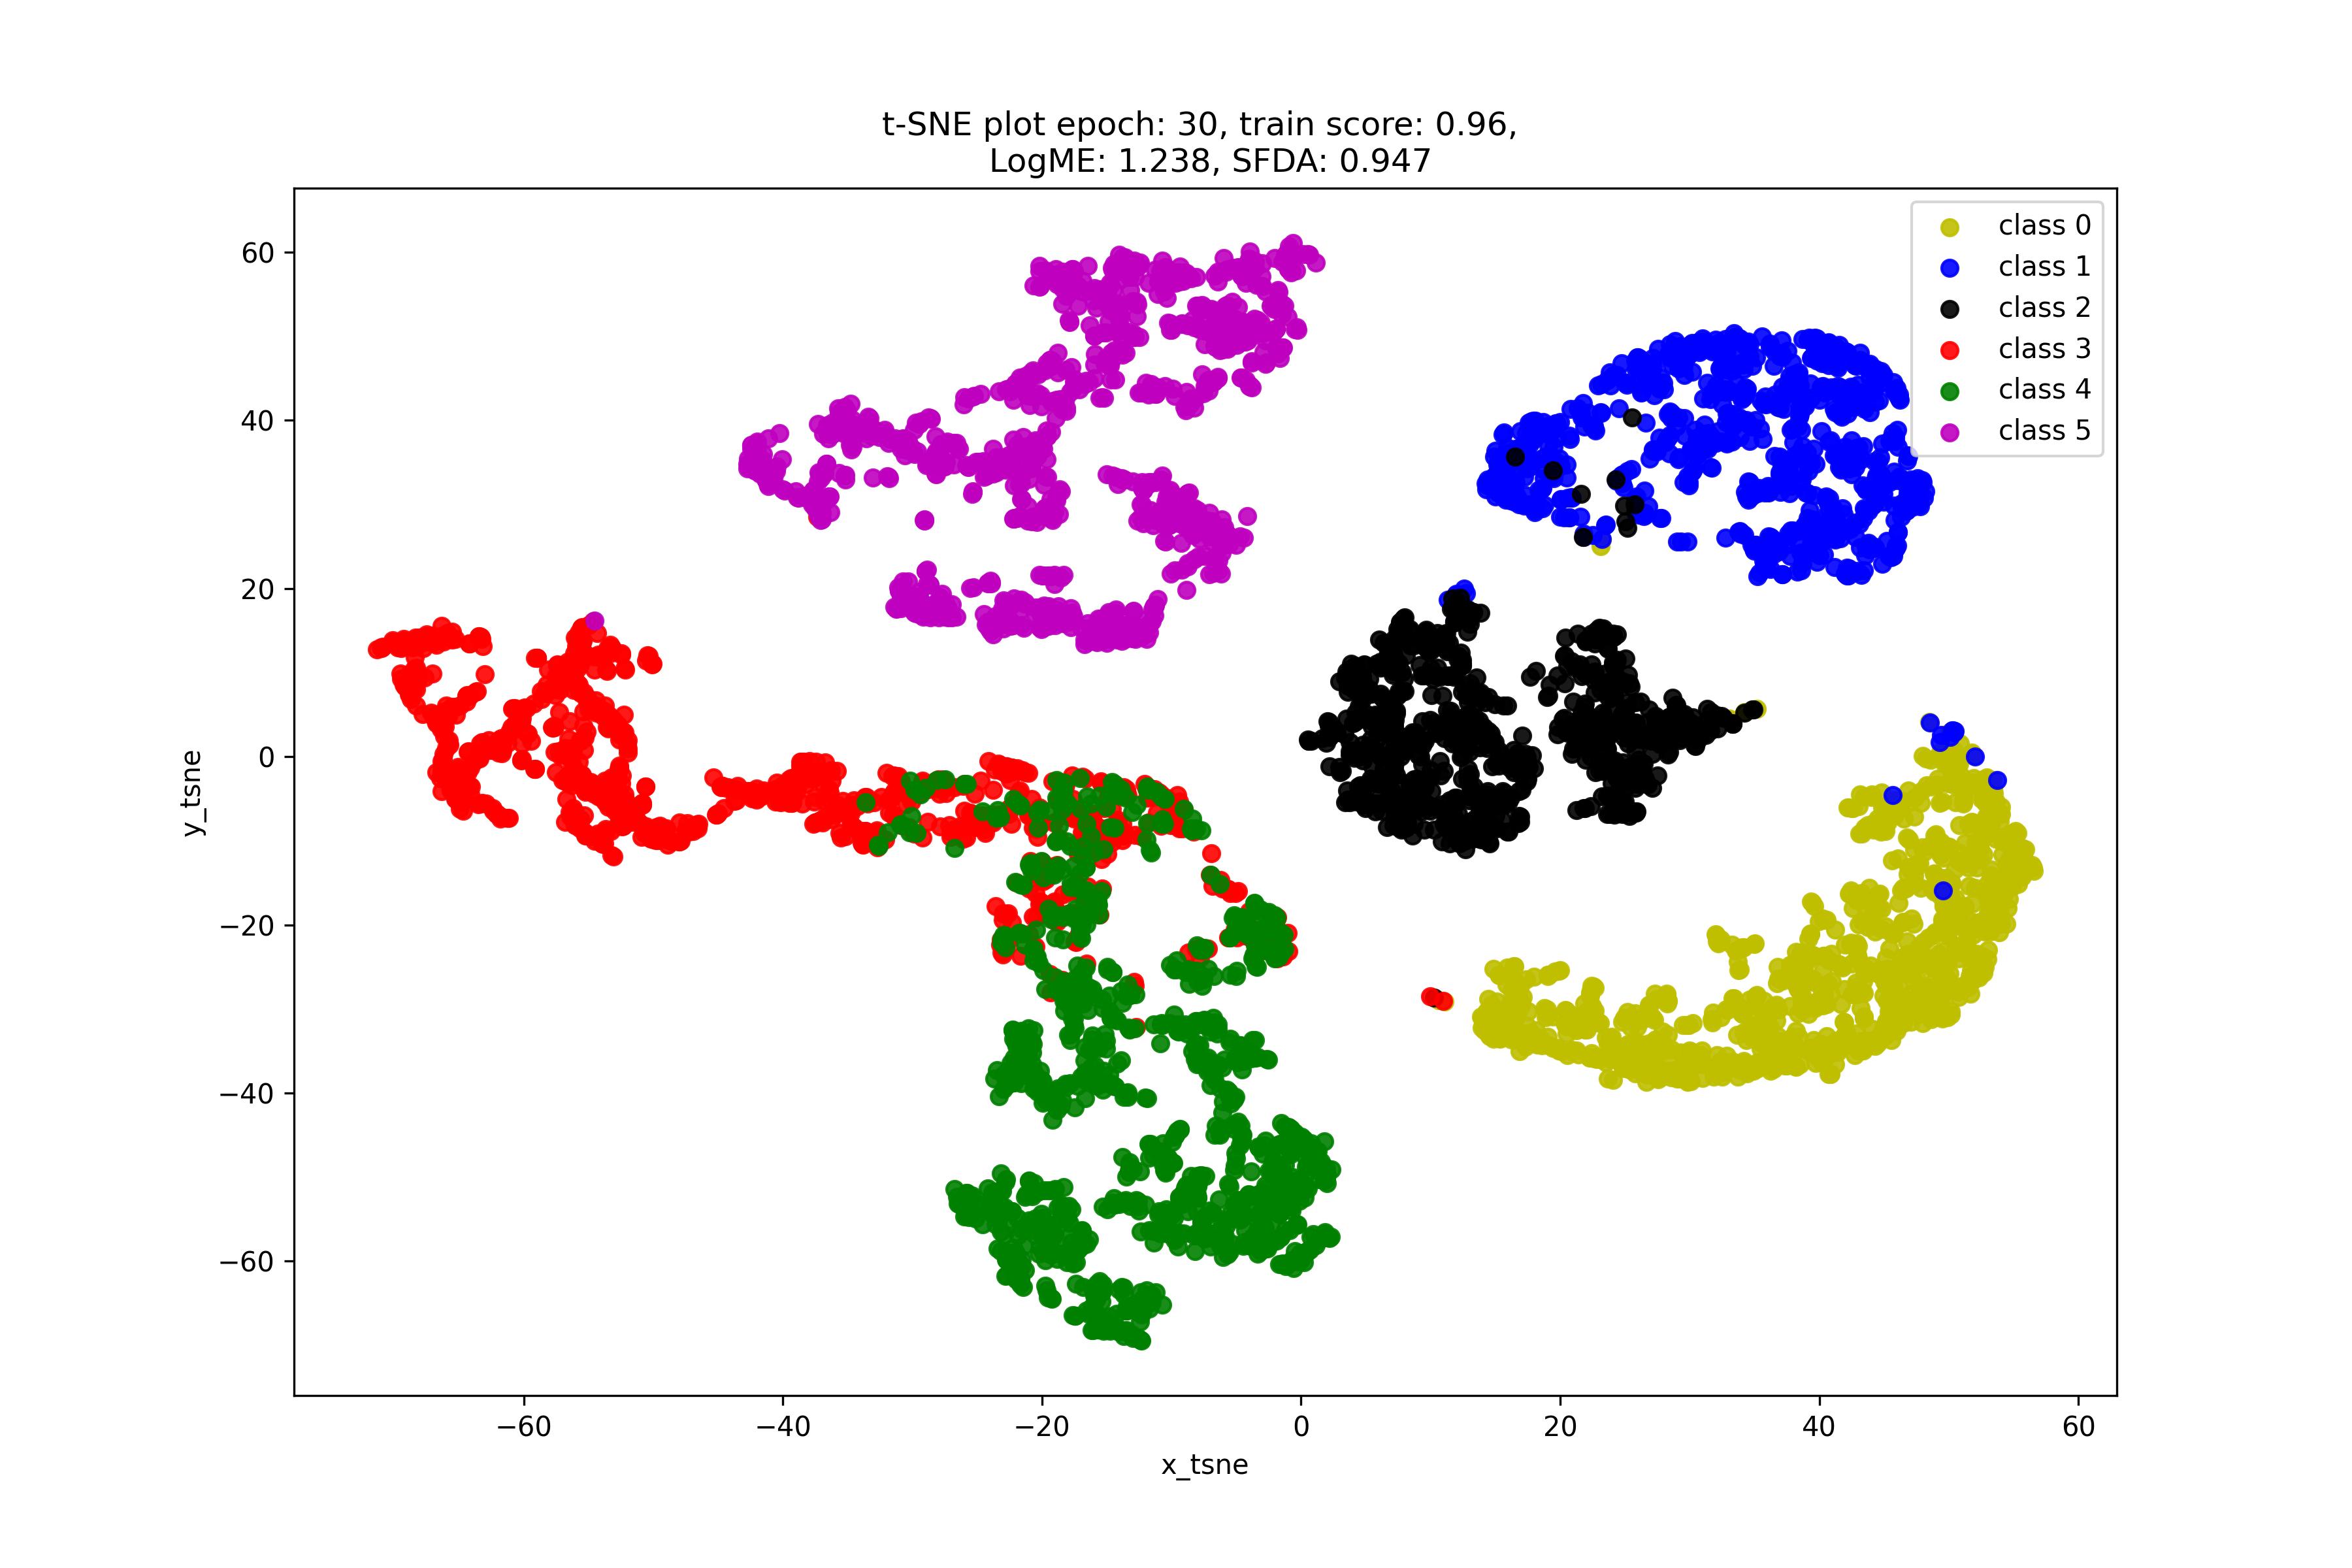 t-SNE plot epoch: 30, train score: 0.96,
LogME: 1.238, SFDA: 0.947
class 0
class 1
class 2
class 3
class 4
class 5
60
40
20
0
−20
−40
−60
y_tsne
−60
−40
−20
0
20
40
60
x_tsne